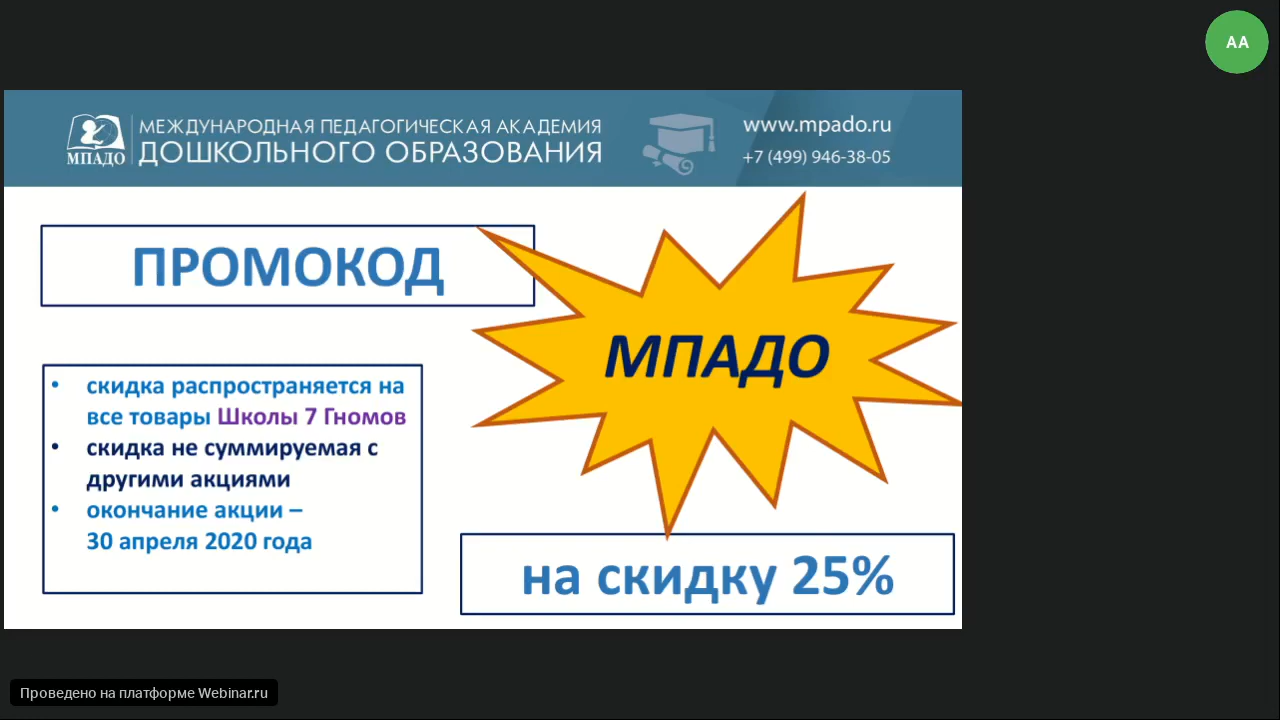 АА
МЕЖДУНАРОДНАЯ ПЕДАГОГИЧЕСКАЯ АКАДЕМИЯ
МПАДО
ДОШКОЛЬНОГО ОБРАЗОВАНИЯ
www.mpado.ru
+7 (499) 946-38-05
ПРОМОКОД
МПАДО
• скидка распространяется на
все товары Школы 7 Гномов
• скидка не суммируемая с
другими акциями
• окончание акции –
30 апреля 2020 года
на скидку 25%
Проведено на платформе Webinar.ru